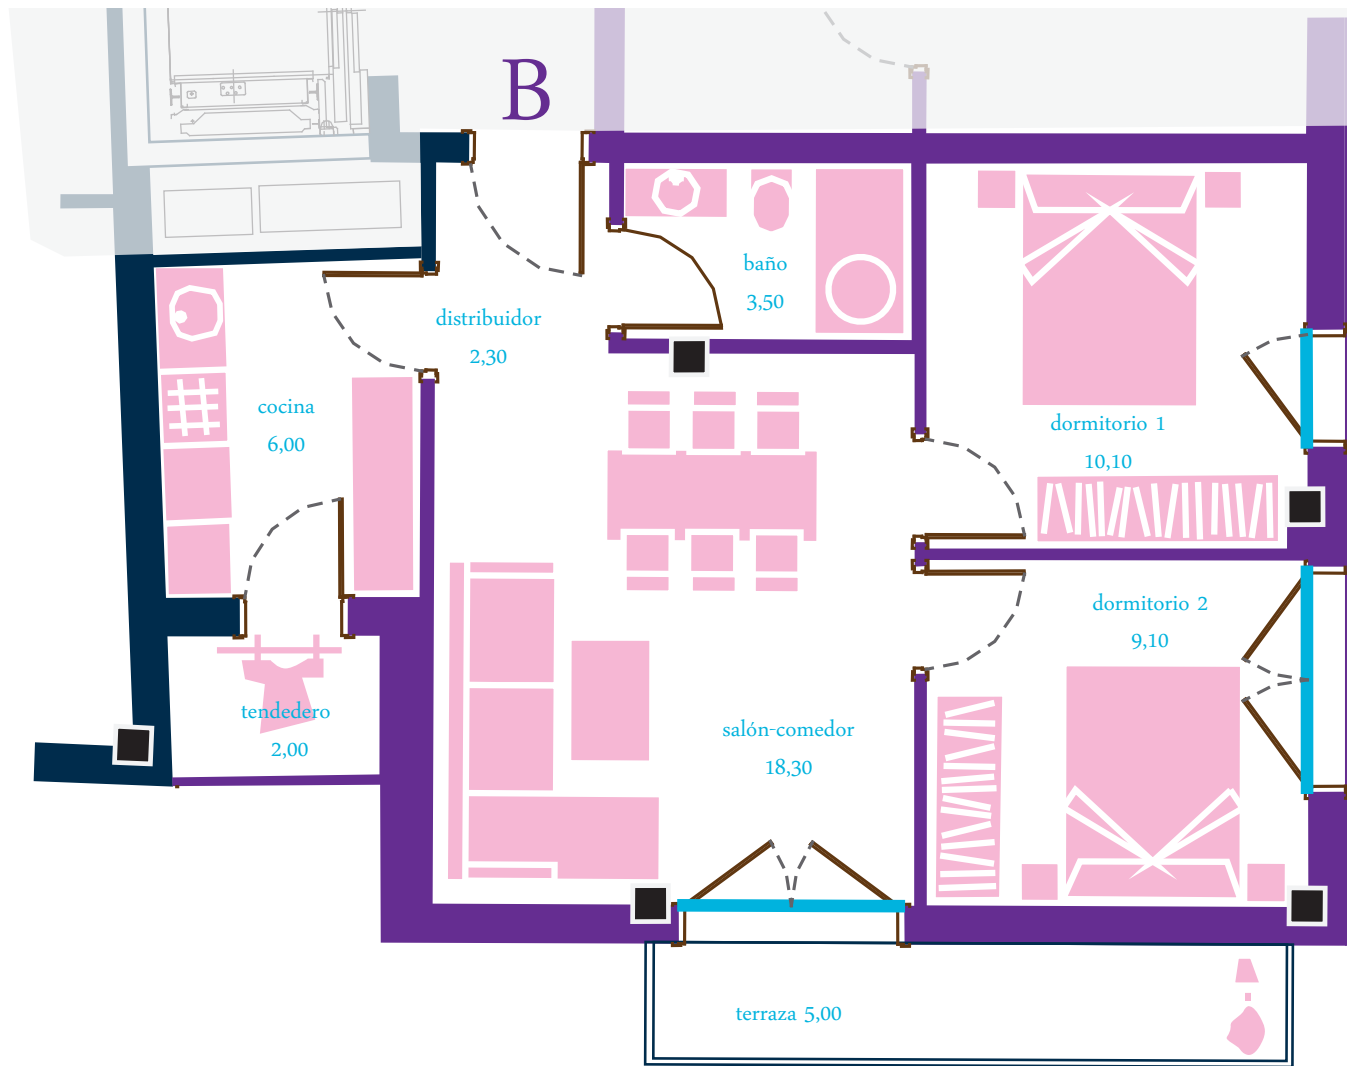 B
baño
3,50
distribuidor
2,30
cocina
6,00
dormitorio 1
10,10
dormitorio 2
9,10
tendedero
2,00
salón-comedor
18,30
terraza 5,00